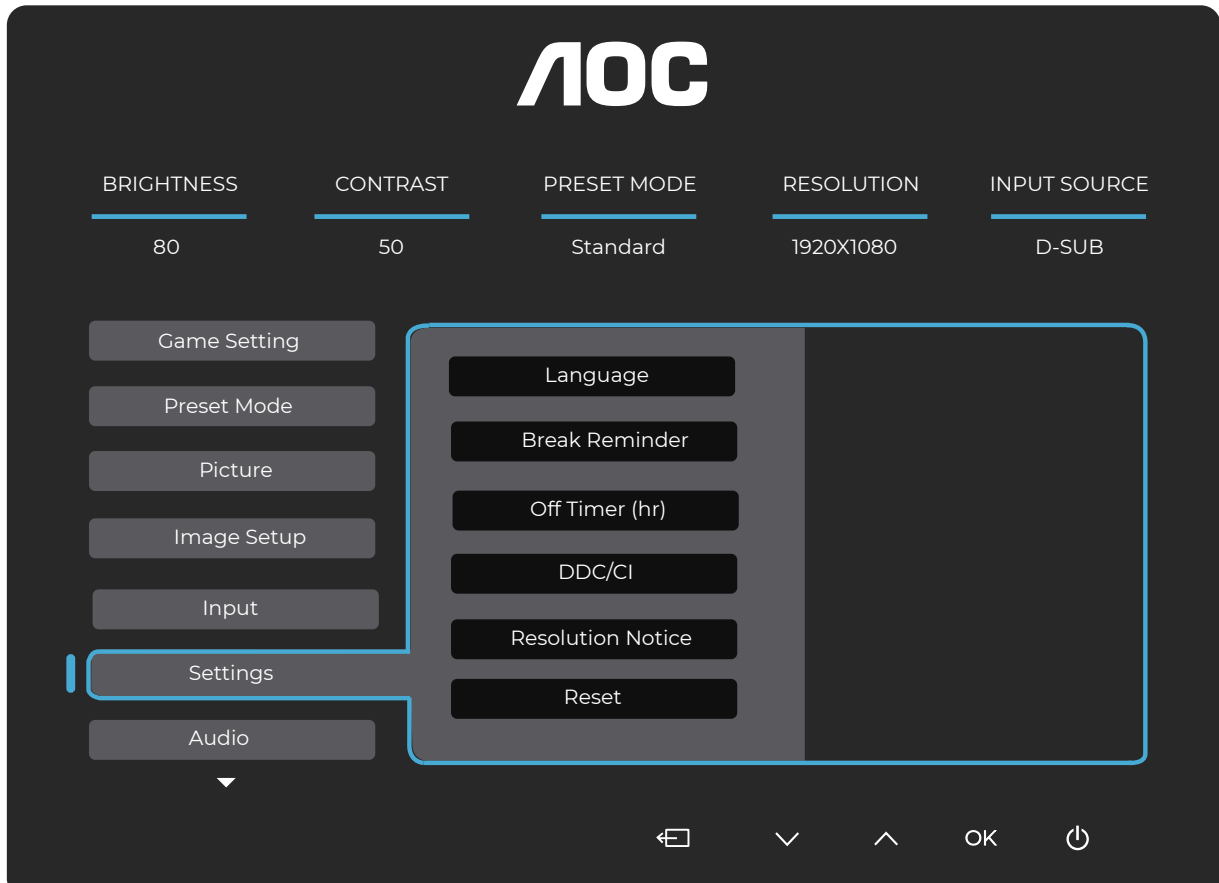 AOC
BRIGHTNESS CONTRAST PRESET MODE RESOLUTION INPUT SOURCE
80 50 Standard 1920X1080 D-SUB
Game Setting
Preset Mode
Picture
Image Setup
Input
Settings
Audio
Language
Break Reminder
Off Timer (hr)
DDC/CI
Resolution Notice
Reset
OK